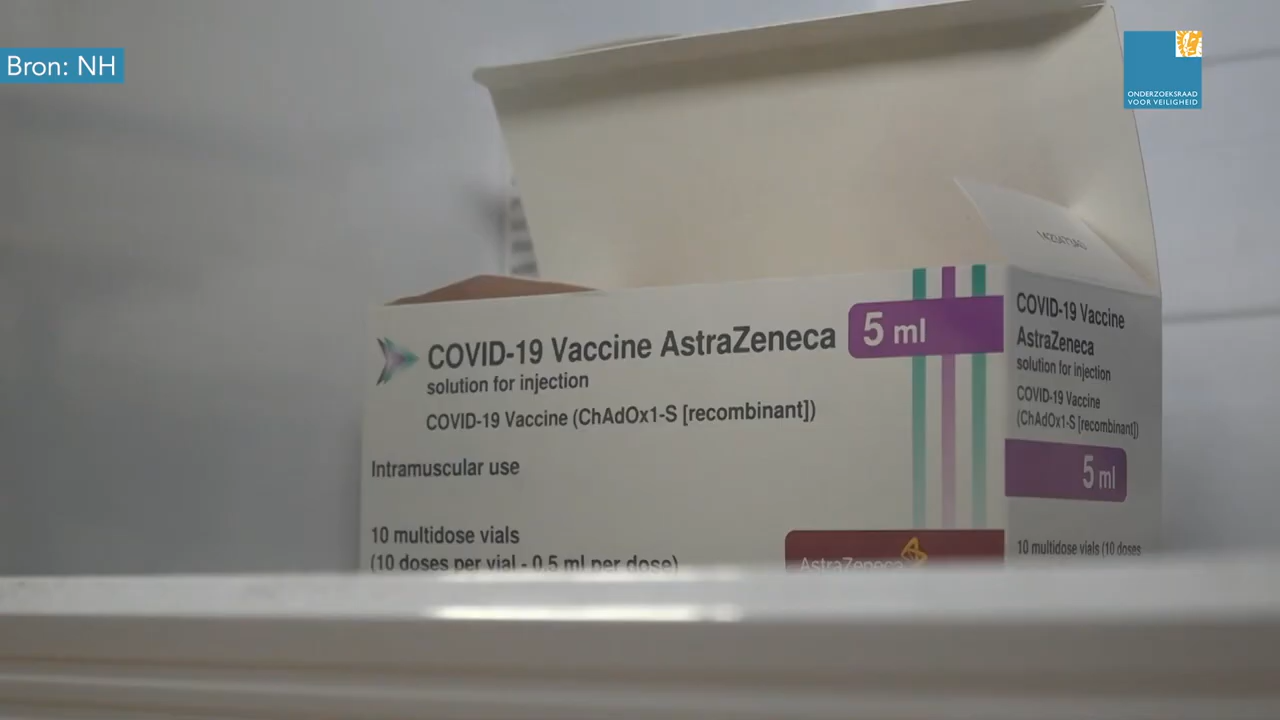 Bron: NH
ONDERZOEKSRAAD
VOOR VEILIGHEID
COVID-19 Vaccine AstraZeneca
solution for injection
COVID-19 Vaccine (ChAdOx1-S [recombinant])
Intramuscular use
10 multidose vials
(10 doses per vial - 0.5 ml per dose)
5 ml
AstraZeneca
COVID-19 Vaccine
AstraZeneca
solution for injection
COVID-19 Vaccine
(ChAdOx1-S [recombinant])
5 ml
10 multidose vials (10 doses